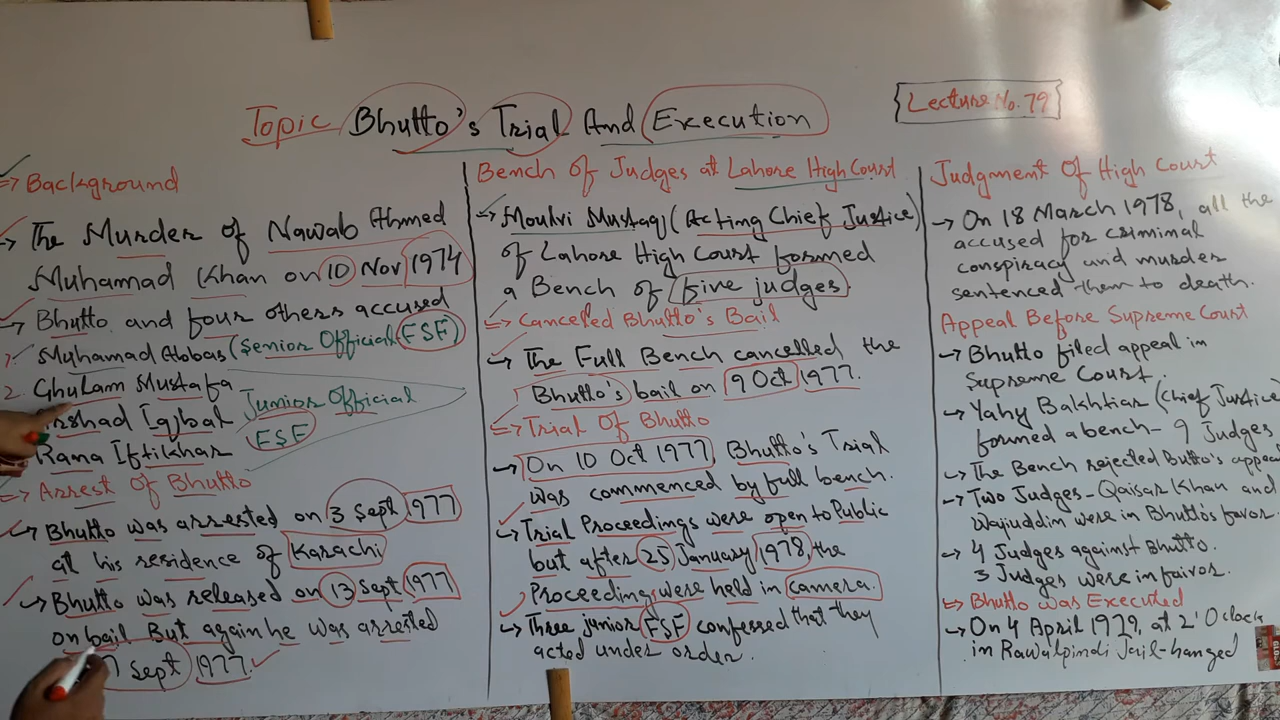 Topic Bhutto's Trial And Execution
Lecture No. 79
⇒ Background
→ The Murder of Nawab Ahmed
Muhammad Khan on 10 Nov 1974
→ Bhutto and four others accused
1. Muhamad Abbas (Senior Official FSF)
2. Ghulam Mustafa
Arshad Iqbal
Rana Iftikhar
Junior Official
FSF
⇒ Arrest Of Bhutto
→ Bhutto was arrested on 3 Sept 1977
at his residence of Karachi
→ Bhutto was released on 13 Sept 1977
on bail But again he was arrested
7 Sept 1977.
Bench Of Judges at Lahore High Court
→ Moulvi Mustaq (Acting Chief Justice)
of Lahore High Court formed
a Bench of five judges
⇒ Cancelled Bhutto's Bail
→ The Full Bench cancelled the
Bhutto's bail on 9 Oct 1977.
⇒ Trial Of Bhutto
→ On 10 Oct 1977 Bhutto's Trial
was commenced by full bench.
→ Trial Proceedings were open to Public
but after 25 January 1978, the
Proceedings were held in camera.
→ Three junior FSF confessed that they
acted under order.
Judgment Of High Court
→ On 18 March 1978, all the
accused for criminal
conspiracy and murder
sentenced them to death.
Appeal Before Supreme Court
→ Bhutto filed appeal in
Supreme Court.
→ Yahy Bakhtiar (Chief Justice
formed a bench- 9 Judges
→ The Bench rejected Butto's appea
→ Two Judges- Qaisar Khan and
Wajuddim were in Bhutto's favor.
→ 4 Judges against Bhutto.
3 Judges were in favor.
⇒ Bhutto was Executed
→ On 4 April 1979, at 2'O clock
in Rawalpindi Jail-hanged